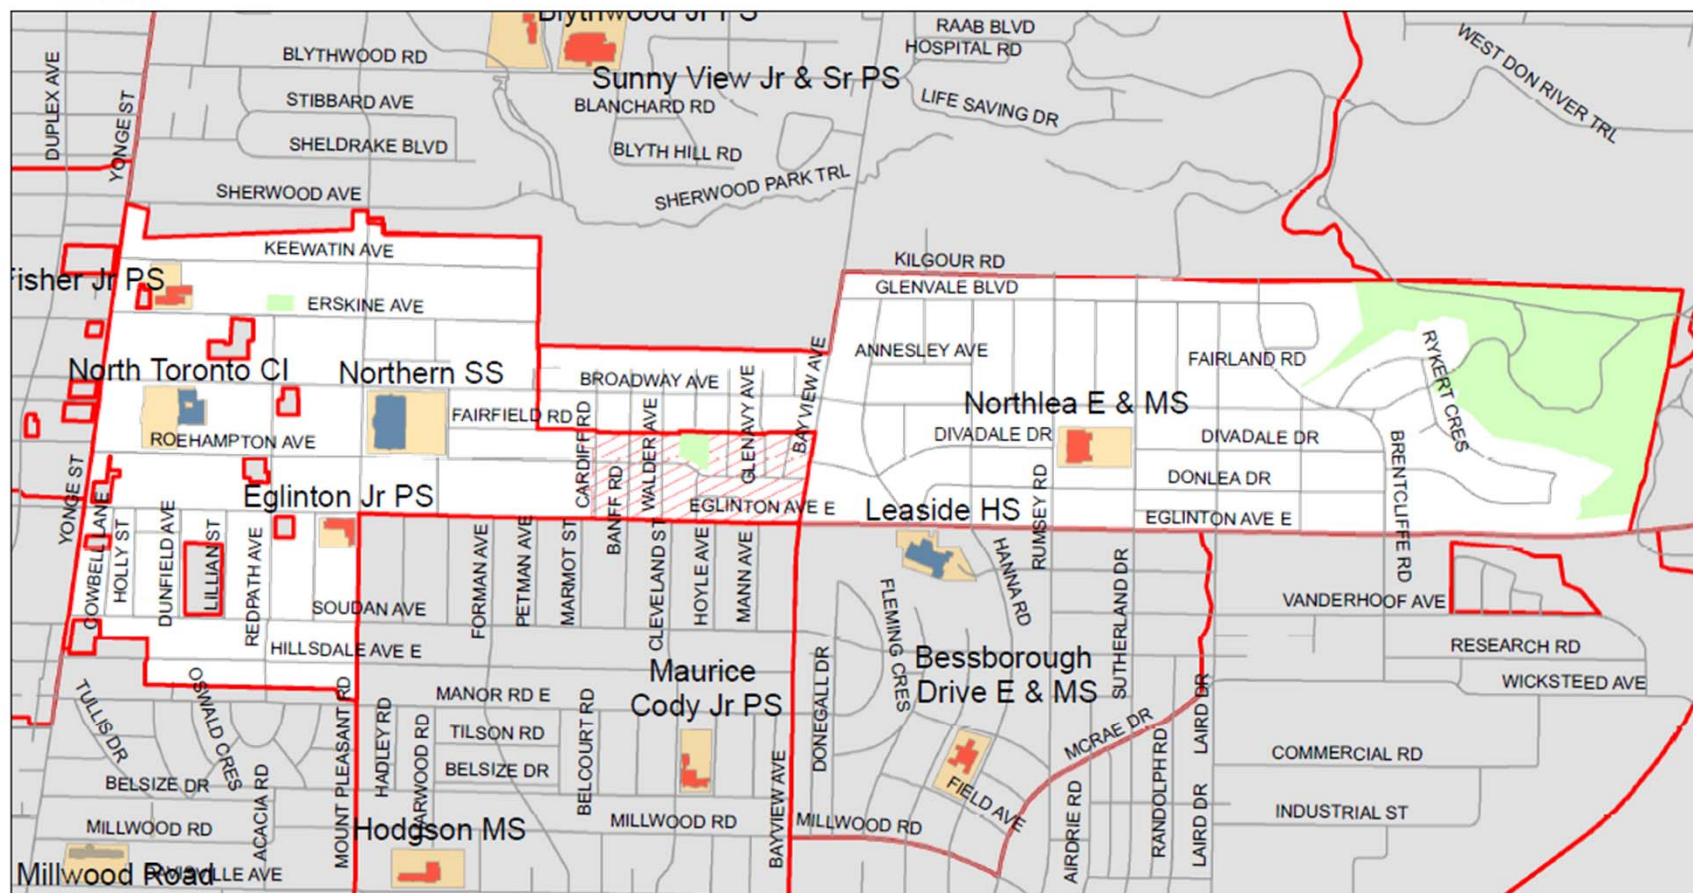 Blythwood Jr PS
RAAB BLVD
HOSPITAL RD
WEST DON RIVER TRL
BLYTHWOOD RD
DUPLEX AVE
YONGE ST
Sunny View Jr & Sr PS
STIBBARD AVE
BLANCHARD RD
LIFE SAVING DR
SHELDRAKE BLVD
BLYTH HILL RD
SHERWOOD AVE
SHERWOOD PARK TRL
KEEWATIN AVE
KILGOUR RD
Fisher Jr PS
GLENVALE BLVD
ERSKINE AVE
ANNESLEY AVE
FAIRLAND RD
RYKERT CRES
North Toronto CI
Northern SS
BROADWAY AVE
GLENAVY AVE
BAYVIEW AVE
FAIRFIELD RD
CARDIFF RD
WALDER AVE
Northlea E & MS
ROEHAMPTON AVE
DIVADALE DR
DIVADALE DR
BRENTCLIFFE RD
YONGE ST
BANFF RD
RUMSEY RD
DONLEA DR
Eglinton Jr PS
EGLINTON AVE E
Leaside HS
EGLINTON AVE E
COWBELL LANE
HOLLY ST
DUNFIELD AVE
LILLIAN ST
REDPATH AVE
FORMAN AVE
PETMAN AVE
MARMOT ST
CLEVELAND ST
HOYLE AVE
MANN AVE
HANNA RD
SUTHERLAND DR
SOUDAN AVE
FLEMING CRES
VANDERHOOF AVE
HILLSDALE AVE E
RESEARCH RD
Maurice
Cody Jr PS
Bessborough
Drive E & MS
WICKSTEED AVE
TULLIS DR
OSWALD CRES
MOUNT PLEASANT RD
MANOR RD E
HADLEY RD
HARWOOD RD
TILSON RD
BELCOURT RD
DONEGALL DR
MCRAE DR
LAIRD DR
COMMERCIAL RD
BELSIZE DR
BELSIZE DR
ACACIA RD
BAYVIEW AVE
FIELD AVE
AIRDRIE RD
RANDOLPH RD
LAIRD DR
INDUSTRIAL ST
MILLWOOD RD
Hodgson MS
MILLWOOD RD
MILLWOOD RD
Millwood Road
DAVISVILLE AVE